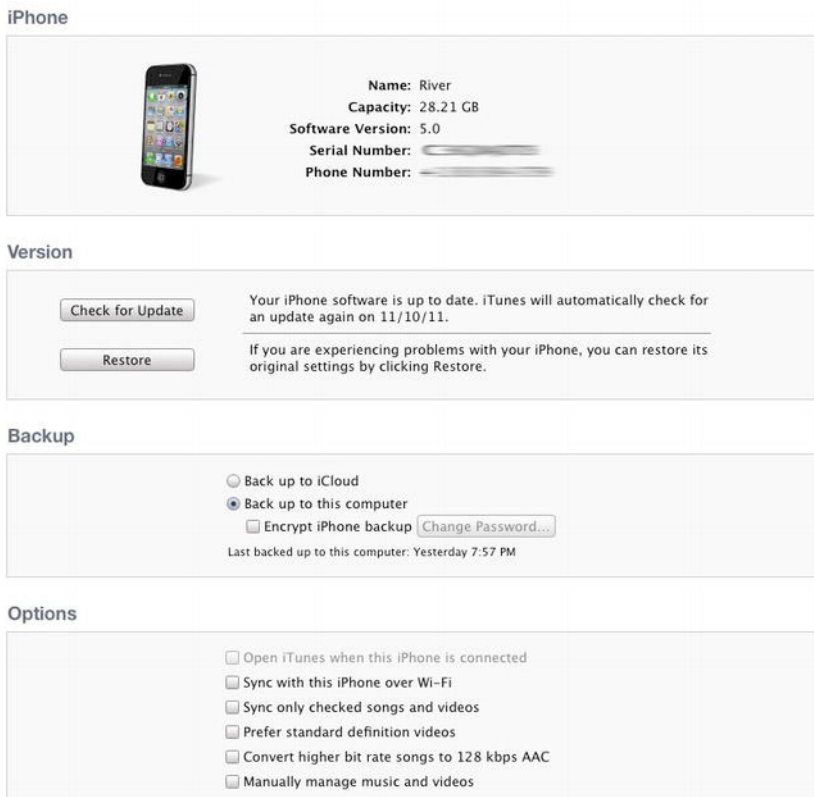 iPhone
Name: River
Capacity: 28.21 GB
Software Version: 5.0
Serial Number:
Phone Number:
Version
Check for Update
Your iPhone software is up to date. iTunes will automatically check for
an update again on 11/10/11.
Restore
If you are experiencing problems with your iPhone, you can restore its
original settings by clicking Restore.
Backup
Back up to iCloud
Back up to this computer
Encrypt iPhone backup Change Password...
Last backed up to this computer: Yesterday 7:57 PM
Options
Open iTunes when this iPhone is connected
Sync with this iPhone over Wi-Fi
Sync only checked songs and videos
Prefer standard definition videos
Convert higher bit rate songs to 128 kbps AAC
Manually manage music and videos